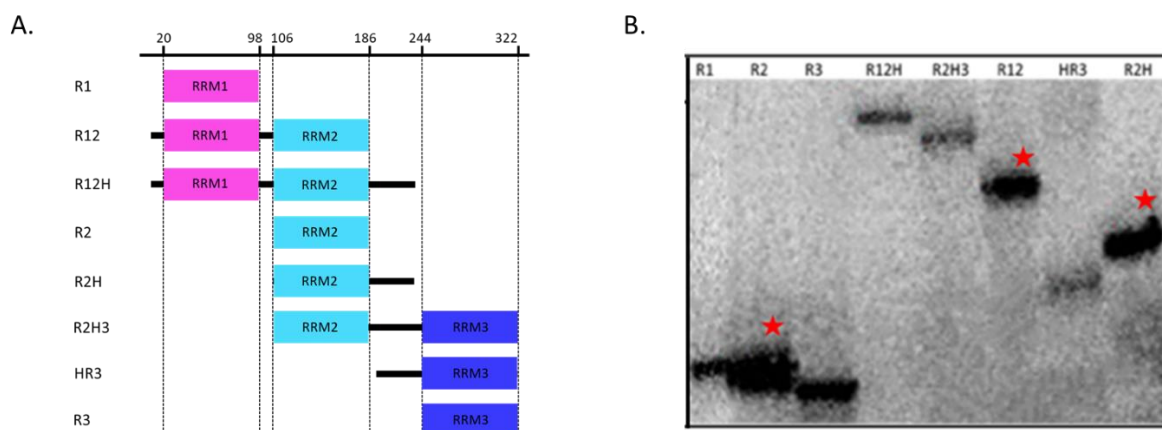 A.
B.
20 98 106 186 244 322
R1 RRM1
R12 RRM1 RRM2
R12H RRM1 RRM2
R2 RRM2
R2H RRM2
R2H3 RRM2 RRM3
HR3 RRM3
R3 RRM3
R1 R2 R3 R12H R2H3 R12 HR3 R2H